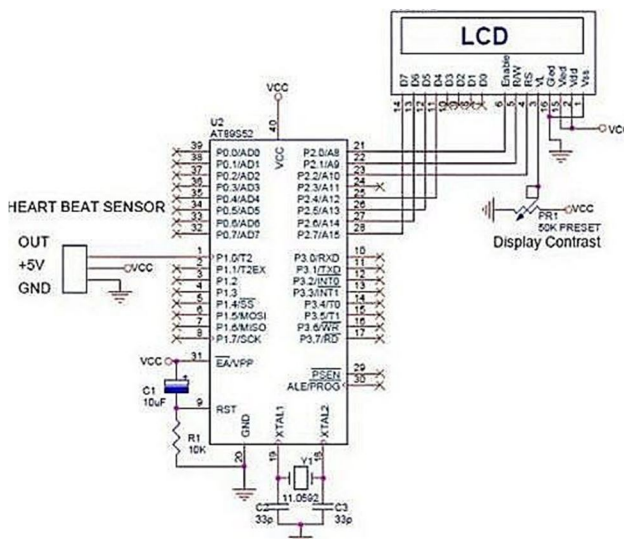 LCD
D7 D6 D5 D4 D3 D2 D1 D0 Enable R/W RS VL Gled Vled Vdd Vss
14 13 12 11 10 9 8 7 6 5 4 3 16 15 2 1
VCC
VCC
U2
AT89S52
40
VCC
39 P0.0/AD0 P2.0/A8 21
38 P0.1/AD1 P2.1/A9 22
37 P0.2/AD2 P2.2/A10 23
36 P0.3/AD3 P2.3/A11 24
35 P0.4/AD4 P2.4/A12 25
34 P0.5/AD5 P2.5/A13 26
33 P0.6/AD6 P2.6/A14 27
32 P0.7/AD7 P2.7/A15 28
HEART BEAT SENSOR
PR1
50K PRESET
VCC
Display Contrast
OUT
+5V
GND
VCC
1 P1.0/T2 P3.0/RXD 10
2 P1.1/T2EX P3.1/TXD 11
3 P1.2 P3.2/INT0 12
4 P1.3 P3.3/INT1 13
5 P1.4/SS P3.4/T0 14
6 P1.5/MOSI P3.5/T1 15
7 P1.6/MISO P3.6/WR 16
8 P1.7/SCK P3.7/RD 17
VCC
31 EA/VPP
PSEN 29
ALE/PROG 30
C1
10uF
+
9 RST
R1
10K
GND XTAL1 XTAL2
20 19 18
Y1
11.0592
C2 C3
33p 33p